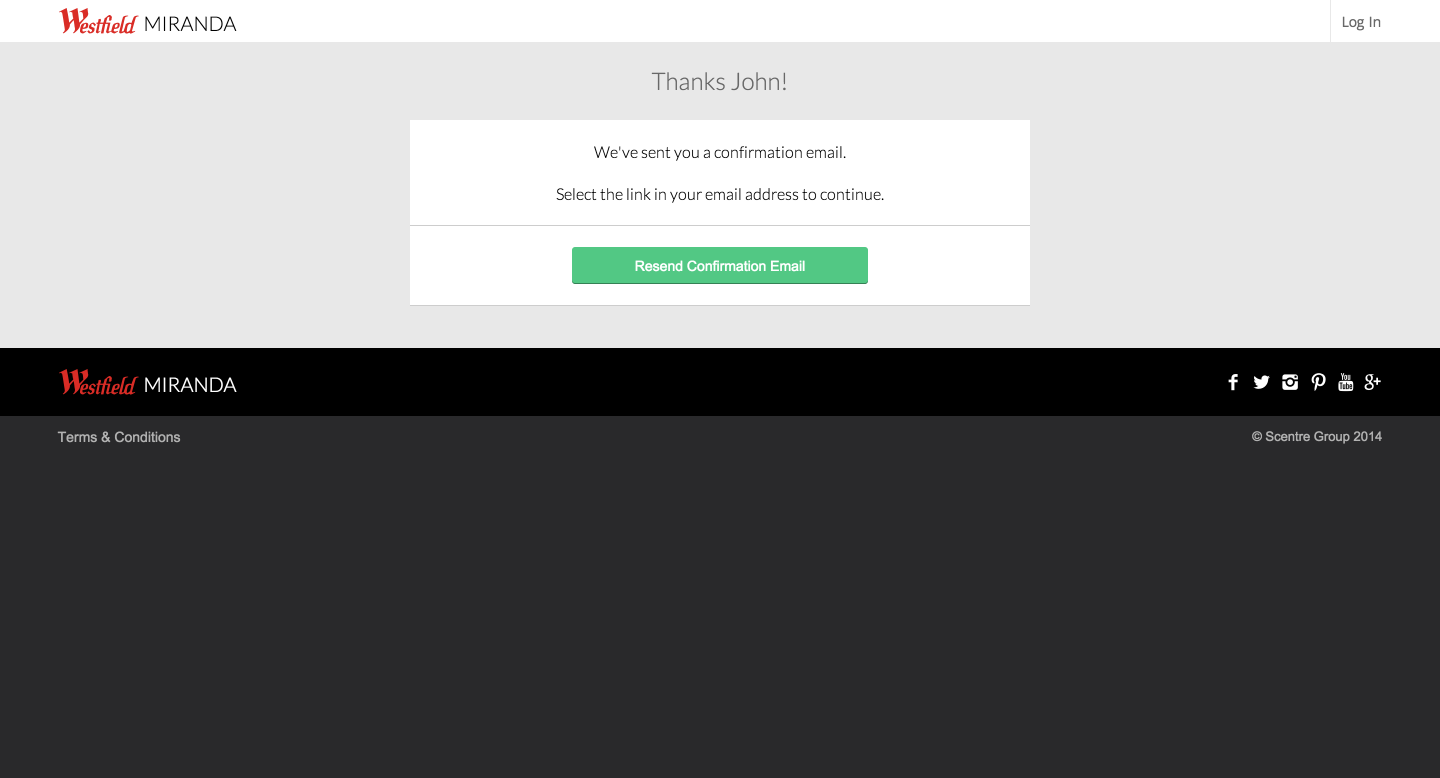 Westfield MIRANDA
Log In
Thanks John!
We've sent you a confirmation email.
Select the link in your email address to continue.
Resend Confirmation Email
Westfield MIRANDA
You Tube
Terms & Conditions
© Scentre Group 2014